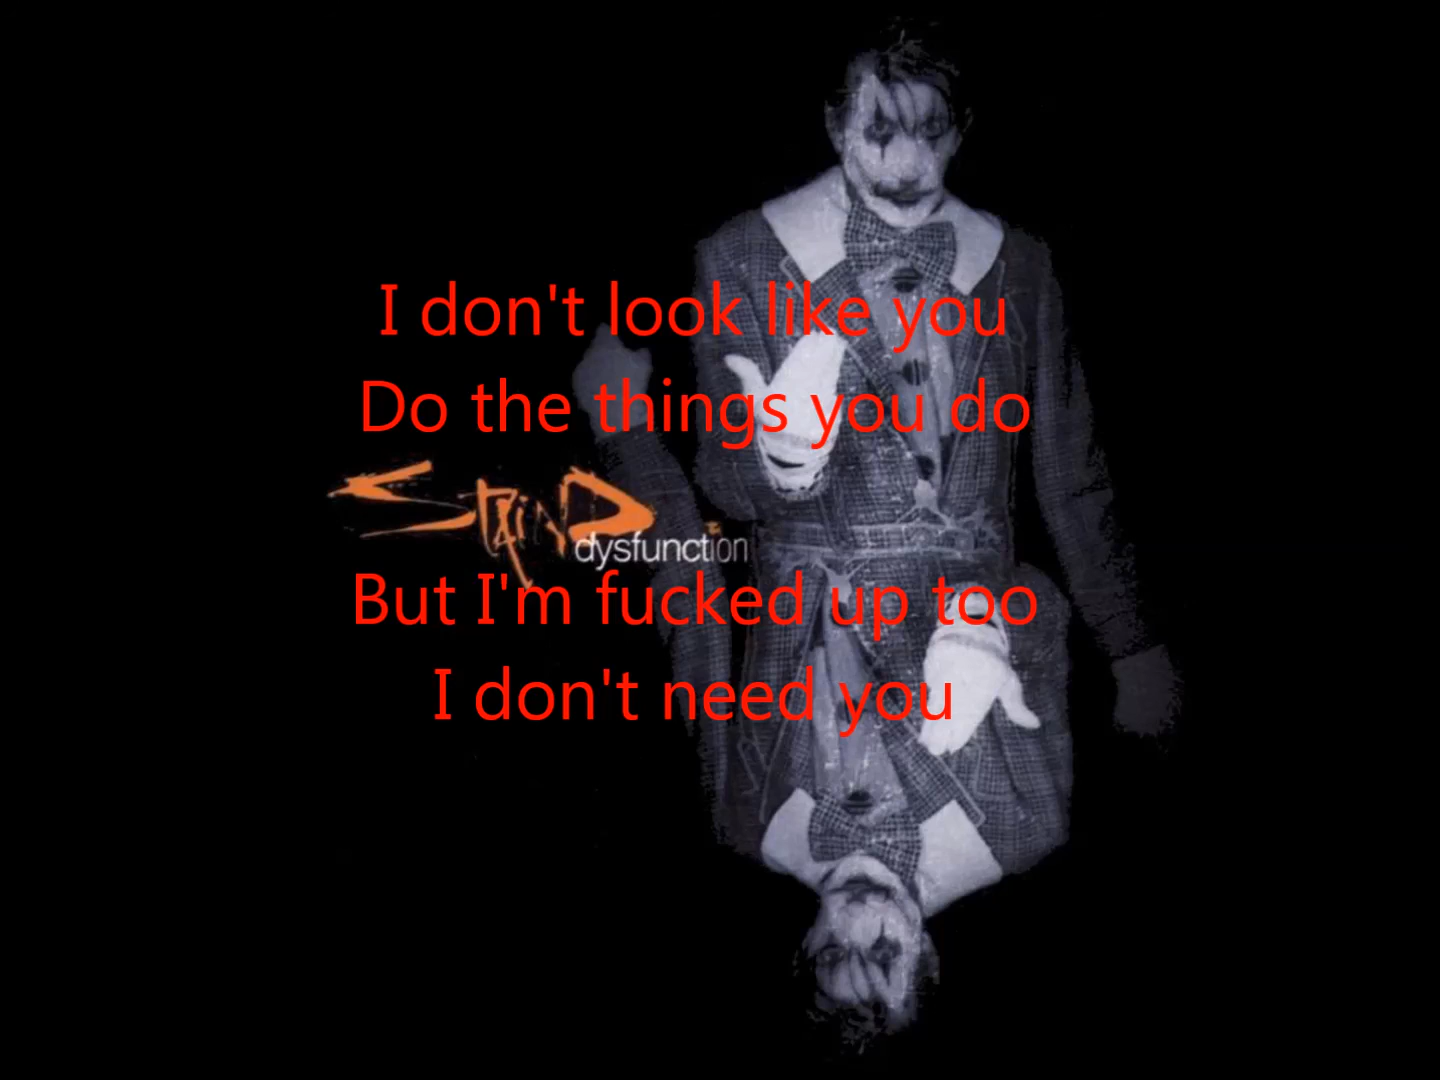 I don't look like you
Do the things you do
STAIND
dysfunction
But I'm fucked up too
I don't need you